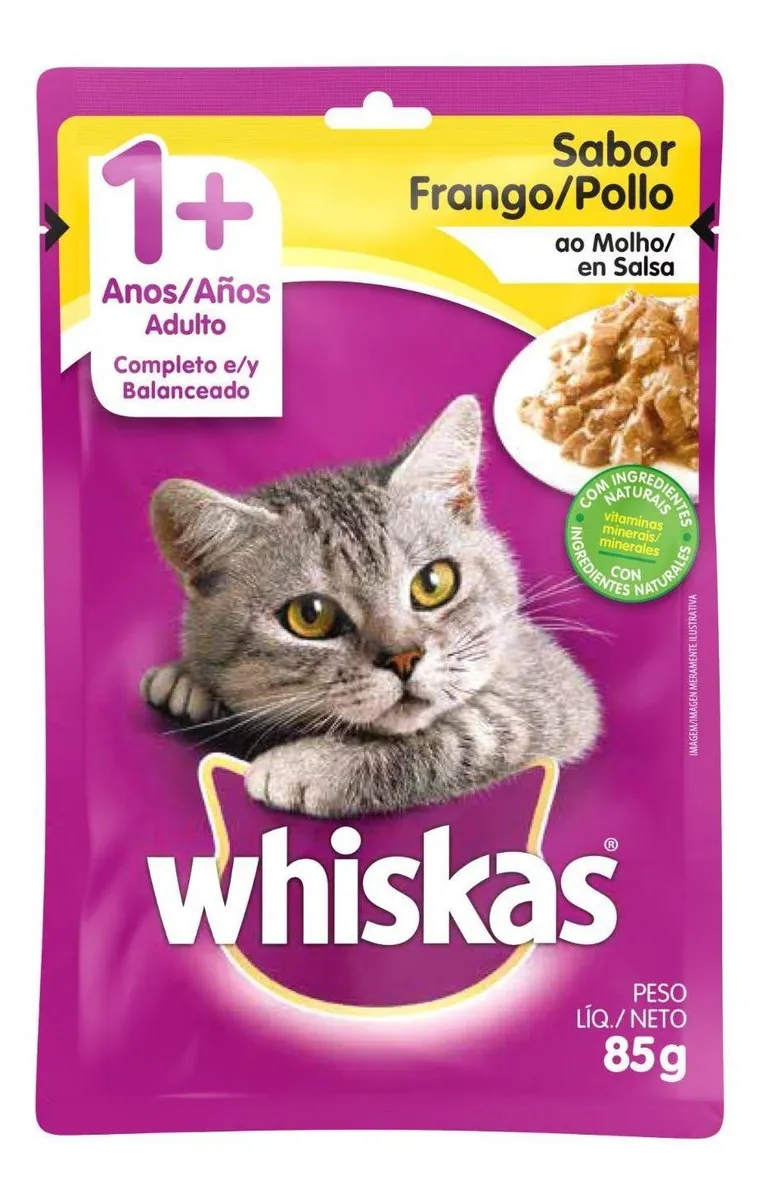 1+
Anos/Años
Adulto
Completo e/y
Balanceado
Sabor
Frango/Pollo
ao Molho/
en Salsa
COM INGREDIENTES
NATURAIS
vitaminas
minerais/
minerales
CON
INGREDIENTES NATURALES
IMAGEM/IMAGEN MERAMENTE ILUSTRATIVA
whiskas®
PESO
LÍQ./ NETO
85g